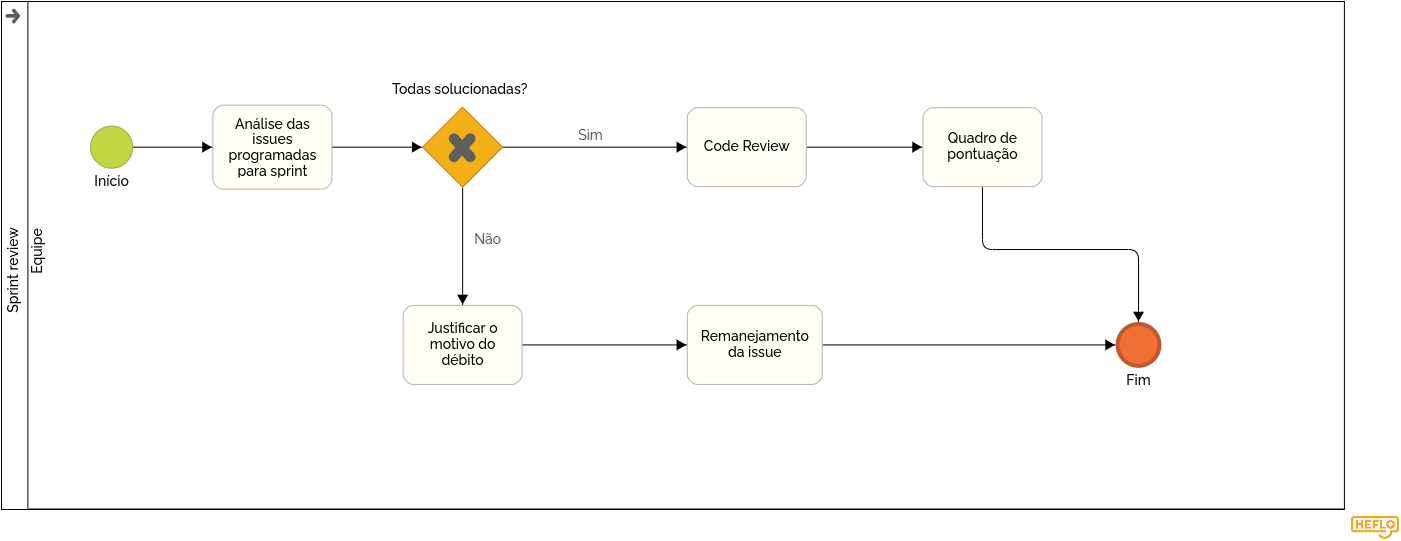 Sprint review
Equipe
Início
Análise das
issues
programadas
para sprint
Todas solucionadas?
Sim
Não
Code Review
Quadro de
pontuação
Justificar o
motivo do
débito
Remanejamento
da issue
Fim
HEFLO